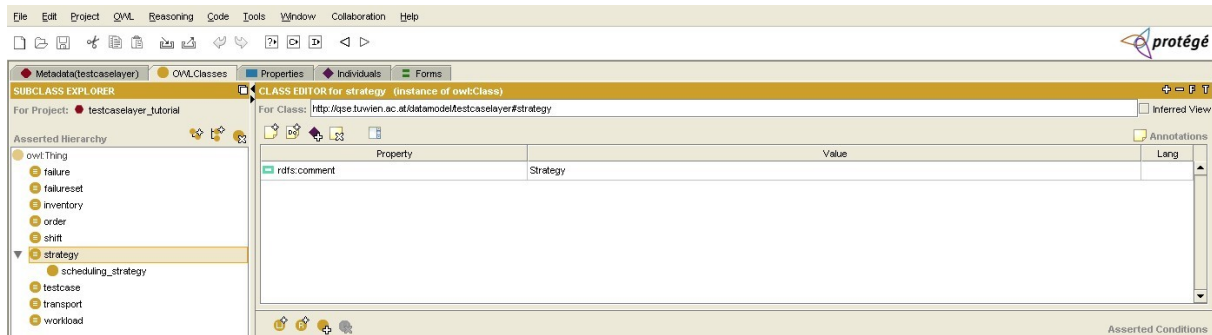 File Edit Project OWL Reasoning Code Tools Window Collaboration Help
protégé
Metadata(testcaselayer) OWLClasses Properties Individuals Forms
SUBCLASS EXPLORER
CLASS EDITOR for strategy (instance of owl:Class)
For Project: testcaselayer_tutorial
For Class: http://qse.tuwien.ac.at/datamodel/testcaselayer#strategy
Inferred View
Asserted Hierarchy
Annotations
Property Value Lang
rdfs:comment Strategy
owl:Thing
failure
failureset
inventory
order
shift
strategy
scheduling_strategy
testcase
transport
workload
Asserted Conditions